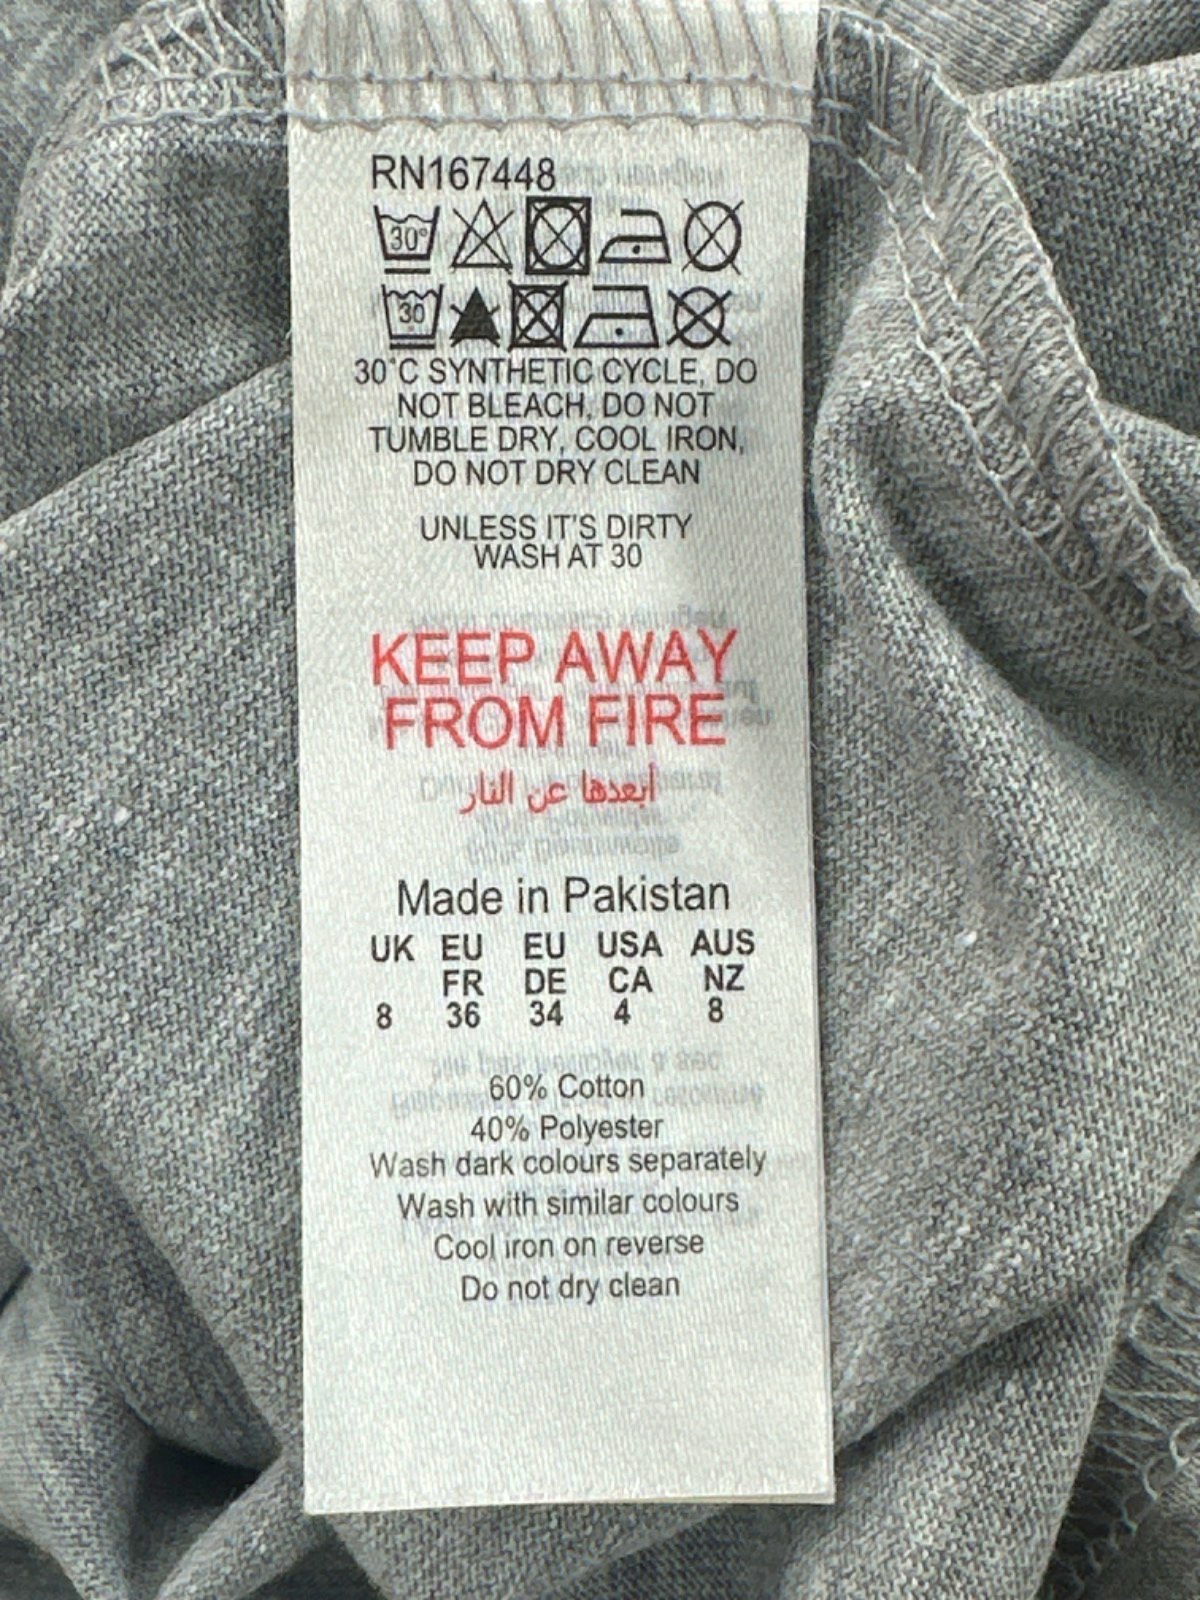 RN167448
30°
30
30°C SYNTHETIC CYCLE, DO
NOT BLEACH, DO NOT
TUMBLE DRY, COOL IRON,
DO NOT DRY CLEAN
UNLESS IT'S DIRTY
WASH AT 30
KEEP AWAY
FROM FIRE
أبعدها عن النار
Made in Pakistan
UK EU EU USA AUS
FR DE CA NZ
8 36 34 4 8
60% Cotton
40% Polyester
Wash dark colours separately
Wash with similar colours
Cool iron on reverse
Do not dry clean